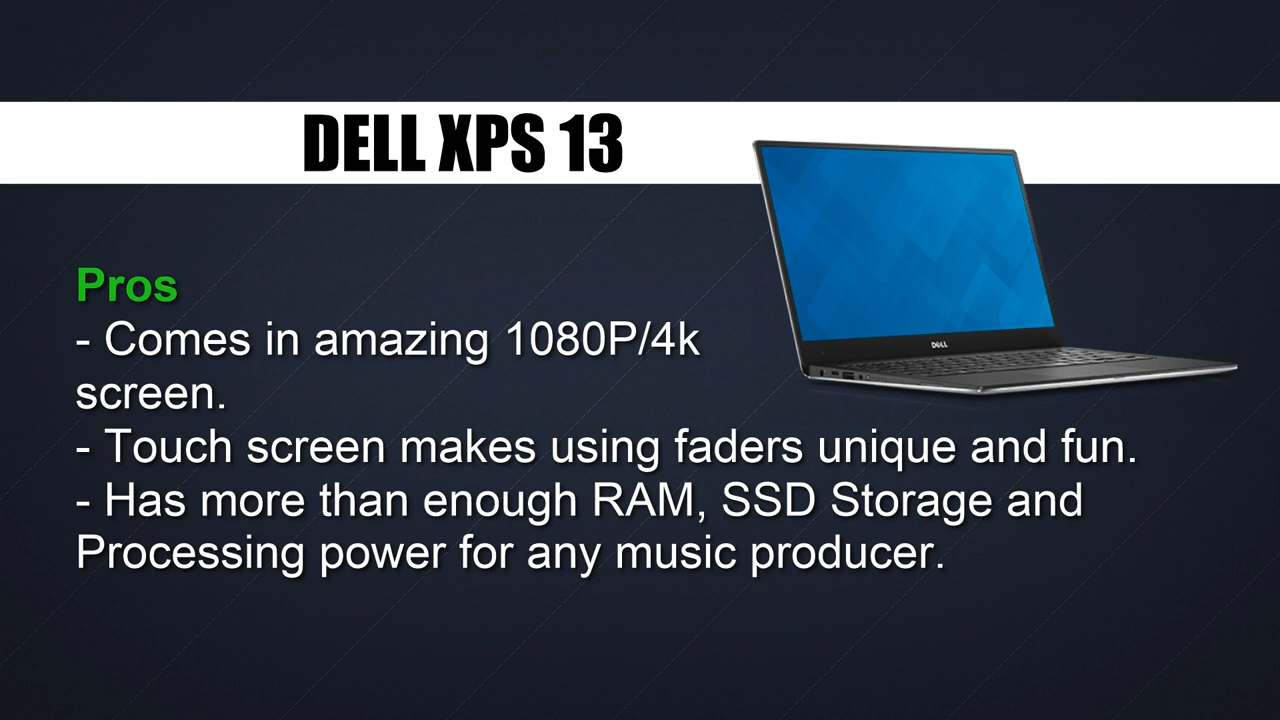 DELL XPS 13
Pros
- Comes in amazing 1080P/4k
screen.
- Touch screen makes using faders unique and fun.
- Has more than enough RAM, SSD Storage and
Processing power for any music producer.
DELL